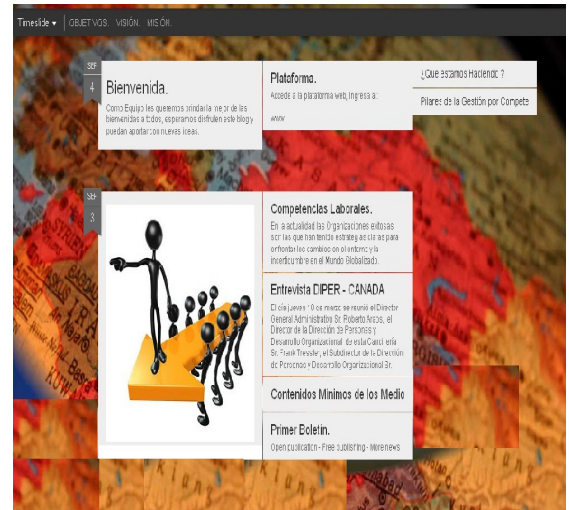 Timeslide OBJETIVOS. VISIÓN. MISIÓN.
SEP
4
Bienvenida.
Como Equipo les queremos brindar la mejor de las
bienvenidas a todos, esperamos disfruten este blog y
puedan aportar con nuevas ideas.
Plataforma.
Accede a la plataforma web, ingresa a:
www
¿Que estamos Haciendo ?
Pilares de la Gestión por Compete
SEP
3
Competencias Laborales.
En la actualidad las Organizaciones exitosas
son las que han tenido estrategias claras para
enfrentar los cambios en el entorno y la
incertidumbre en el Mundo Globalizado.
Entrevista DIPER - CANADA
El día jueves 10 de marzo se reunió el Director
General Administrativo Sr. Roberto Araos, el
Director de la Dirección de Personas y
Desarrollo Organizacional de esta Cancillería
Sr. Frank Tressler, el Subdirector de la Dirección
de Personas y Desarrollo Organizacional Sr.
Contenidos Minimos de los Medio
Primer Boletin.
Open publication - Free publishing - More news